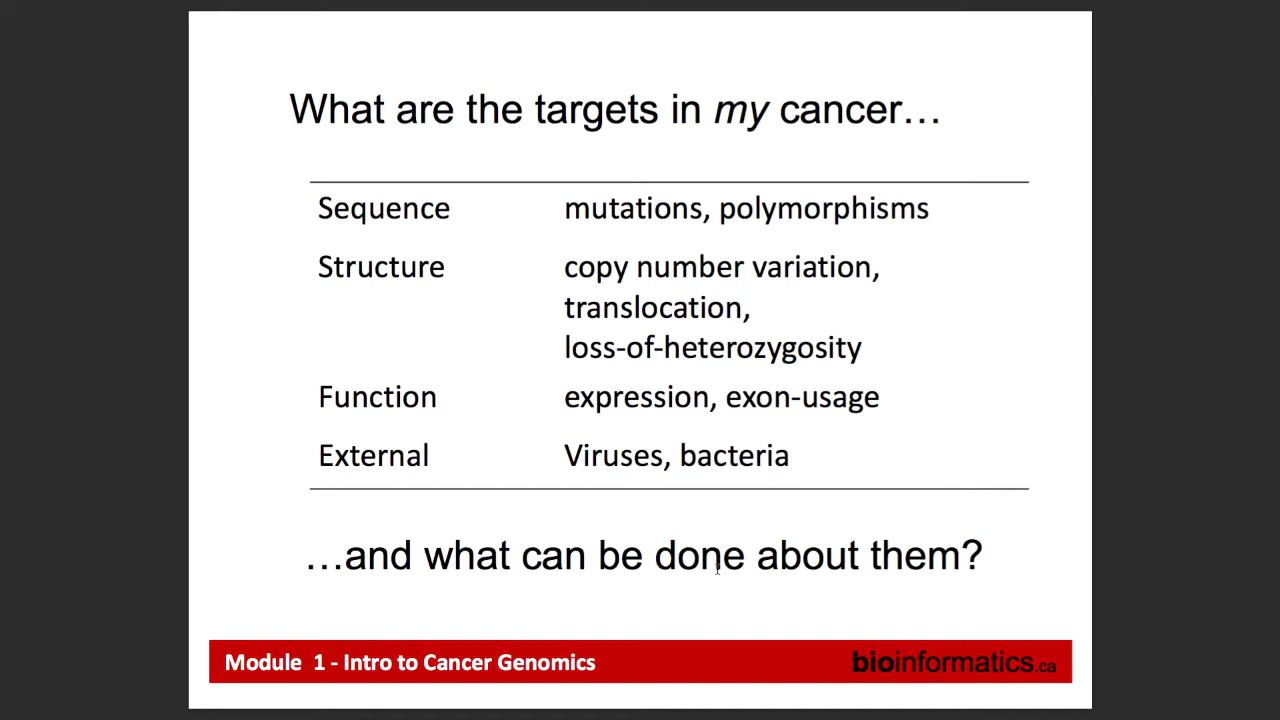 What are the targets in my cancer…
Sequence mutations, polymorphisms
Structure copy number variation,
translocation,
loss-of-heterozygosity
Function expression, exon-usage
External Viruses, bacteria
…and what can be done about them?
Module 1 - Intro to Cancer Genomics bioinformatics.ca